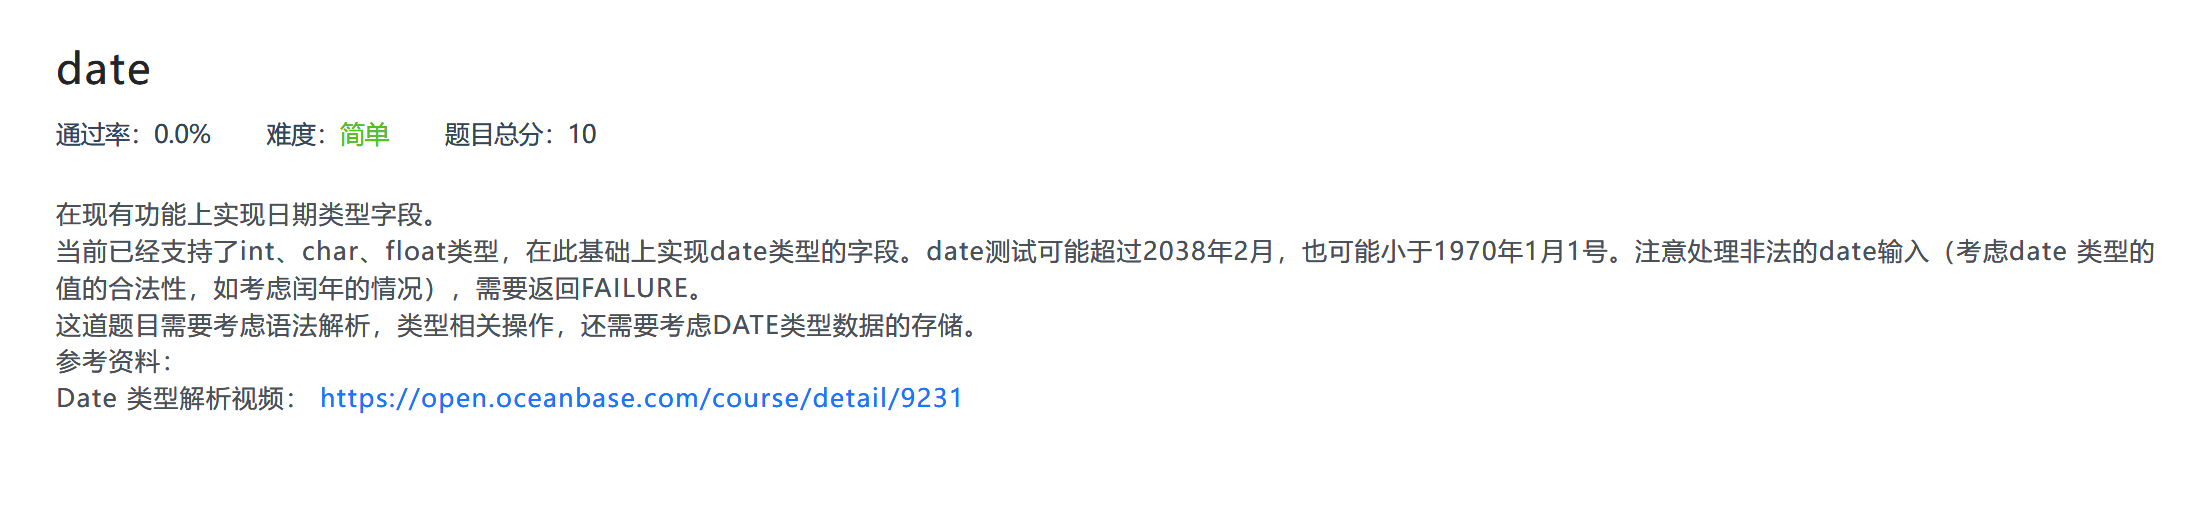 date
通过率：0.0% 难度：简单 题目总分：10
在现有功能上实现日期类型字段。
当前已经支持了int、char、float类型，在此基础上实现date类型的字段。date测试可能超过2038年2月，也可能小于1970年1月1号。注意处理非法的date输入（考虑date 类型的
值的合法性，如考虑闰年的情况），需要返回FAILURE。
这道题目需要考虑语法解析，类型相关操作，还需要考虑DATE类型数据的存储。
参考资料：
Date 类型解析视频： https://open.oceanbase.com/course/detail/9231